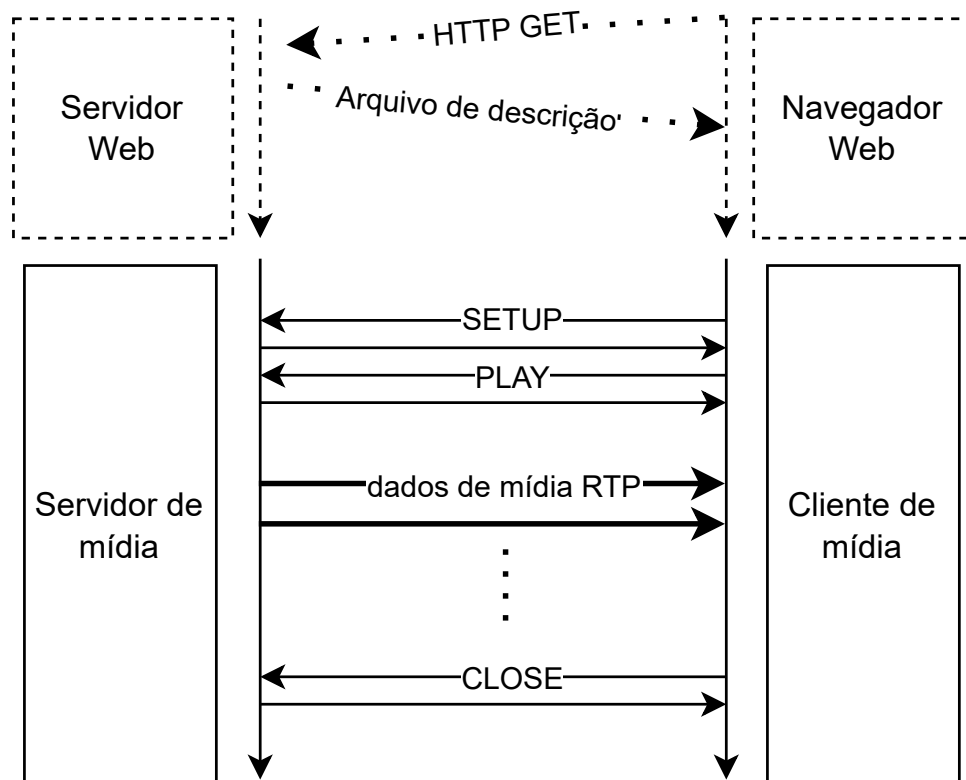 HTTP GET
Servidor
Web
Arquivo de descrição
Navegador
Web
SETUP
PLAY
dados de mídia RTP
Servidor de
mídia
Cliente de
mídia
CLOSE